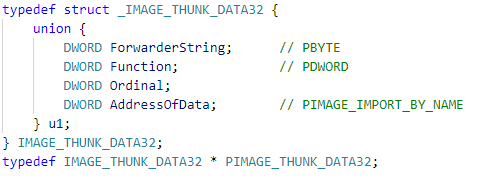 typedef struct _IMAGE_THUNK_DATA32 {
    union {
        DWORD ForwarderString;      // PBYTE
        DWORD Function;             // PDWORD
        DWORD Ordinal;
        DWORD AddressOfData;        // PIMAGE_IMPORT_BY_NAME
    } u1;
} IMAGE_THUNK_DATA32;
typedef IMAGE_THUNK_DATA32 * PIMAGE_THUNK_DATA32;